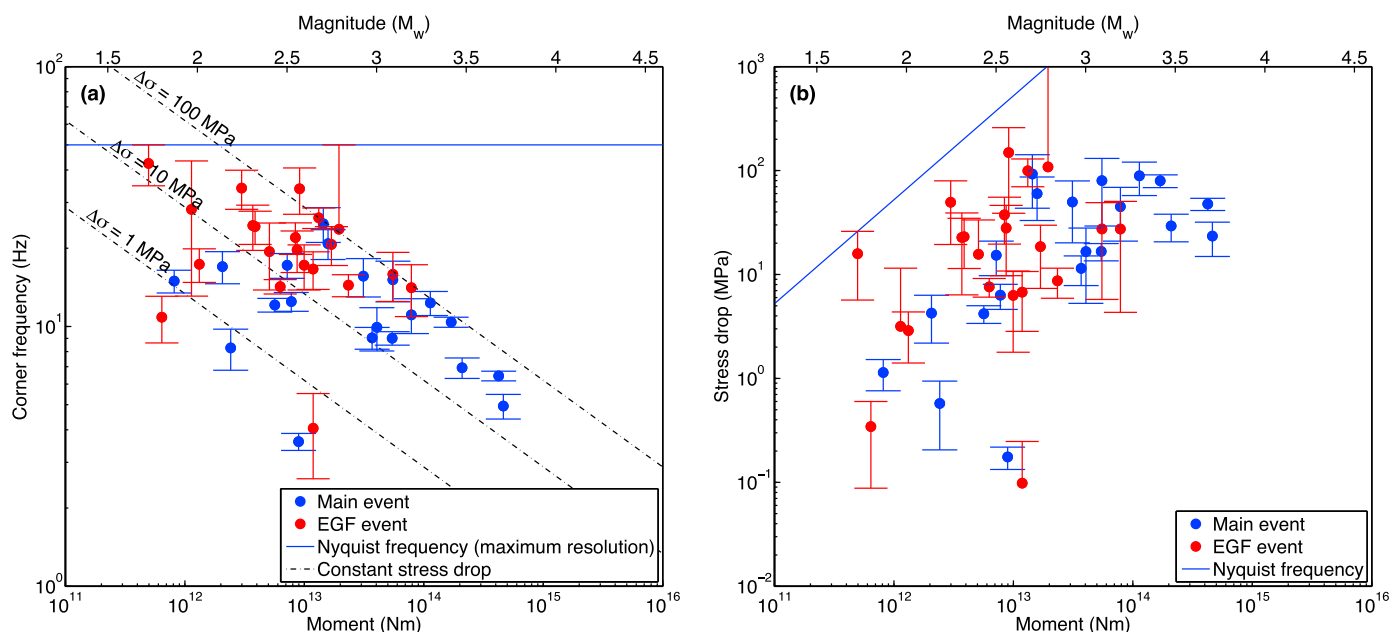 Magnitude (Mw)
1.5 2 2.5 3 3.5 4 4.5
10^2
(a)
Δσ = 100 MPa
Δσ = 10 MPa
Δσ = 1 MPa
10^1
Corner frequency (Hz)
Main event
EGF event
Nyquist frequency (maximum resolution)
Constant stress drop
10^0
10^11 10^12 10^13 10^14 10^15 10^16
Moment (Nm)
Magnitude (Mw)
1.5 2 2.5 3 3.5 4 4.5
10^3
(b)
10^2
10^1
10^0
10^-1
10^-2
Stress drop (MPa)
Main event
EGF event
Nyquist frequency
10^11 10^12 10^13 10^14 10^15 10^16
Moment (Nm)